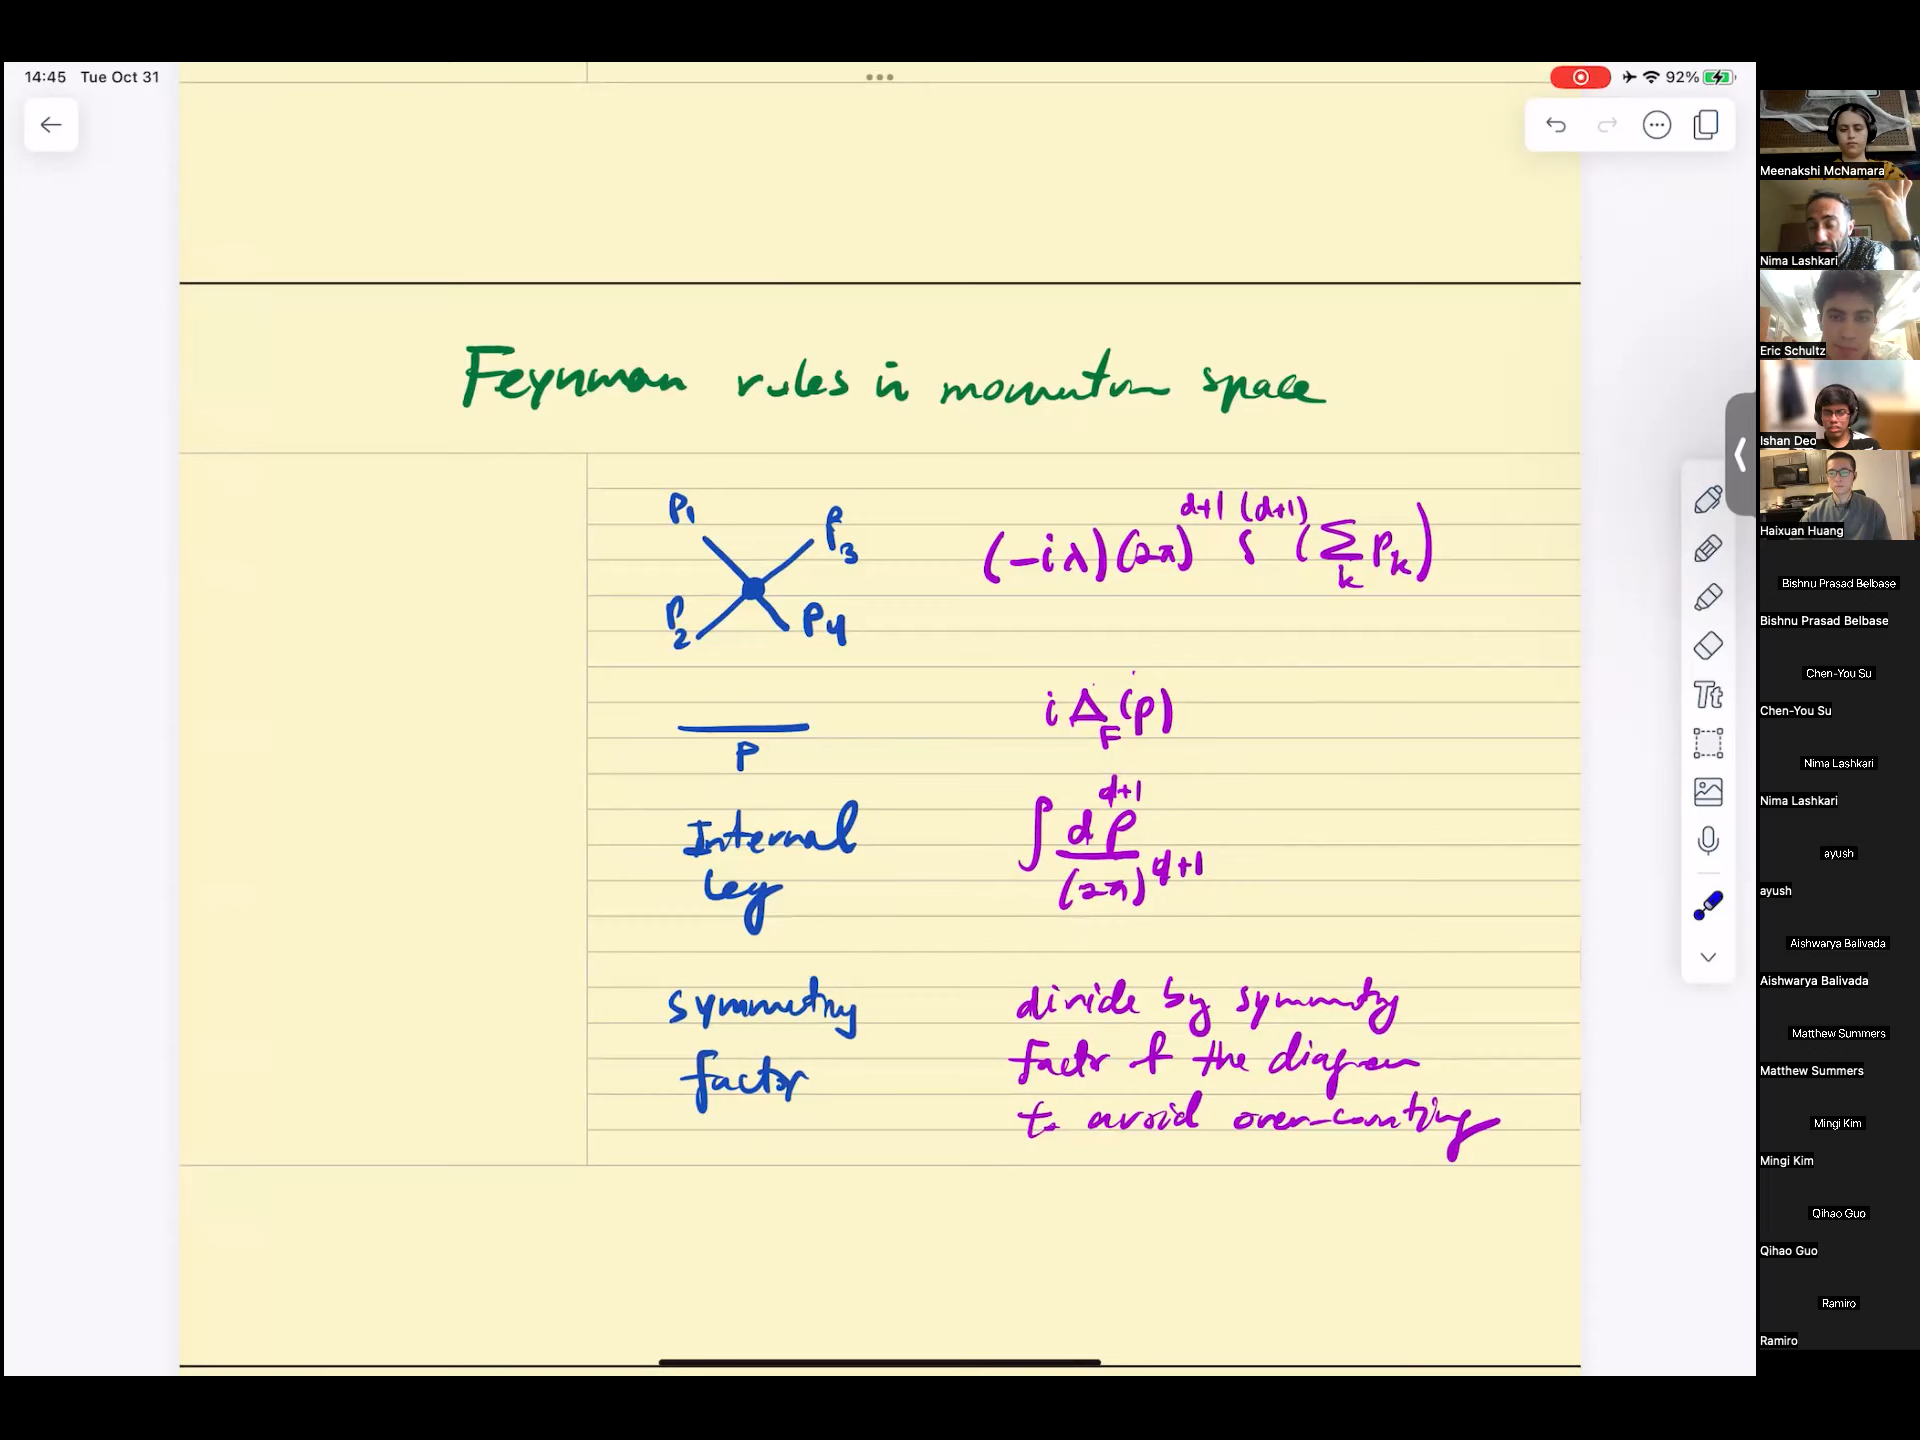 14:45 Tue Oct 31
92%
Feynman rules in momentum space
p₁ p₃
p₂ p₄
(-iλ)(2π)^{d+1} δ^{(d+1)}(∑_k p_k)
p
i Δ_F(p)
Internal leg
∫ d^{d+1}p / (2π)^{d+1}
symmetry
factor
divide by symmetry
factor of the diagram
to avoid over-counting
Tt
Meenakshi McNamara
Nima Lashkari
Eric Schultz
Ishan Deo
Haixuan Huang
Bishnu Prasad Belbase
Bishnu Prasad Belbase
Chen-You Su
Chen-You Su
Nima Lashkari
Nima Lashkari
ayush
ayush
Aishwarya Balivada
Aishwarya Balivada
Matthew Summers
Matthew Summers
Mingi Kim
Mingi Kim
Qihao Guo
Qihao Guo
Ramiro
Ramiro